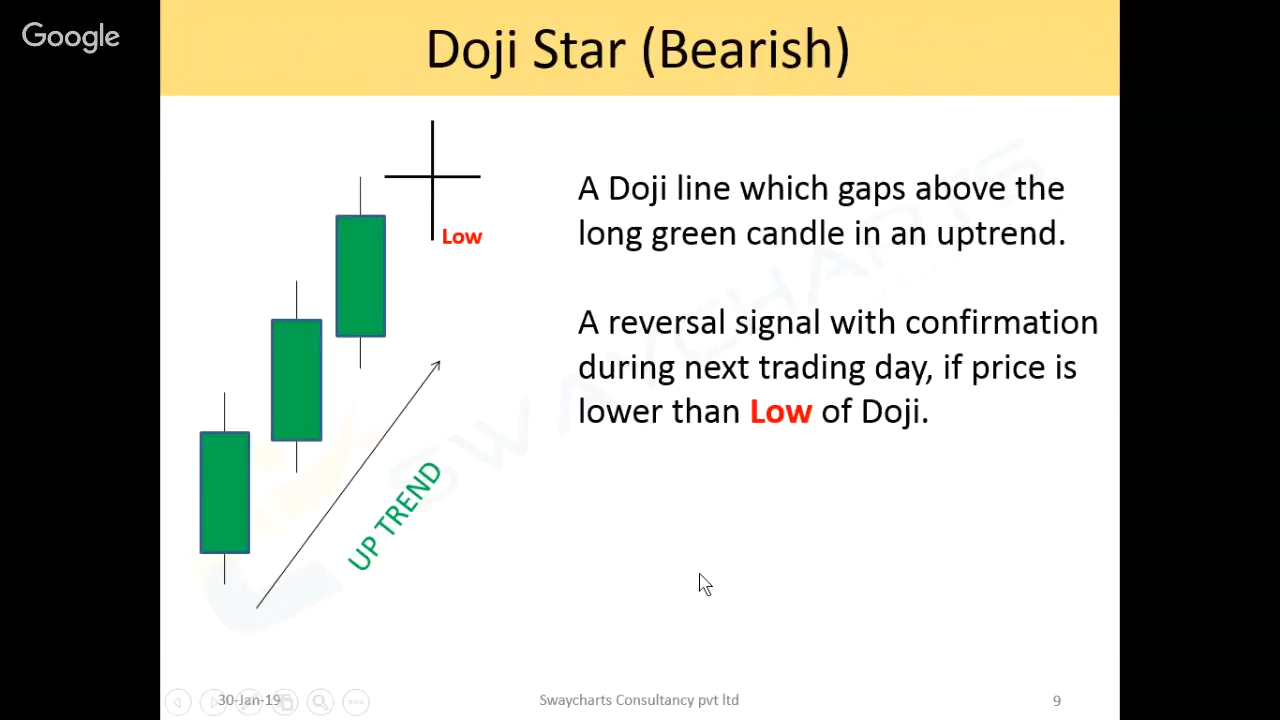 Google
Doji Star (Bearish)
Low
A Doji line which gaps above the
long green candle in an uptrend.
A reversal signal with confirmation
during next trading day, if price is
lower than Low of Doji.
UP TREND
SWAYCHARTS
30-Jan-19
Swaycharts Consultancy pvt ltd
9